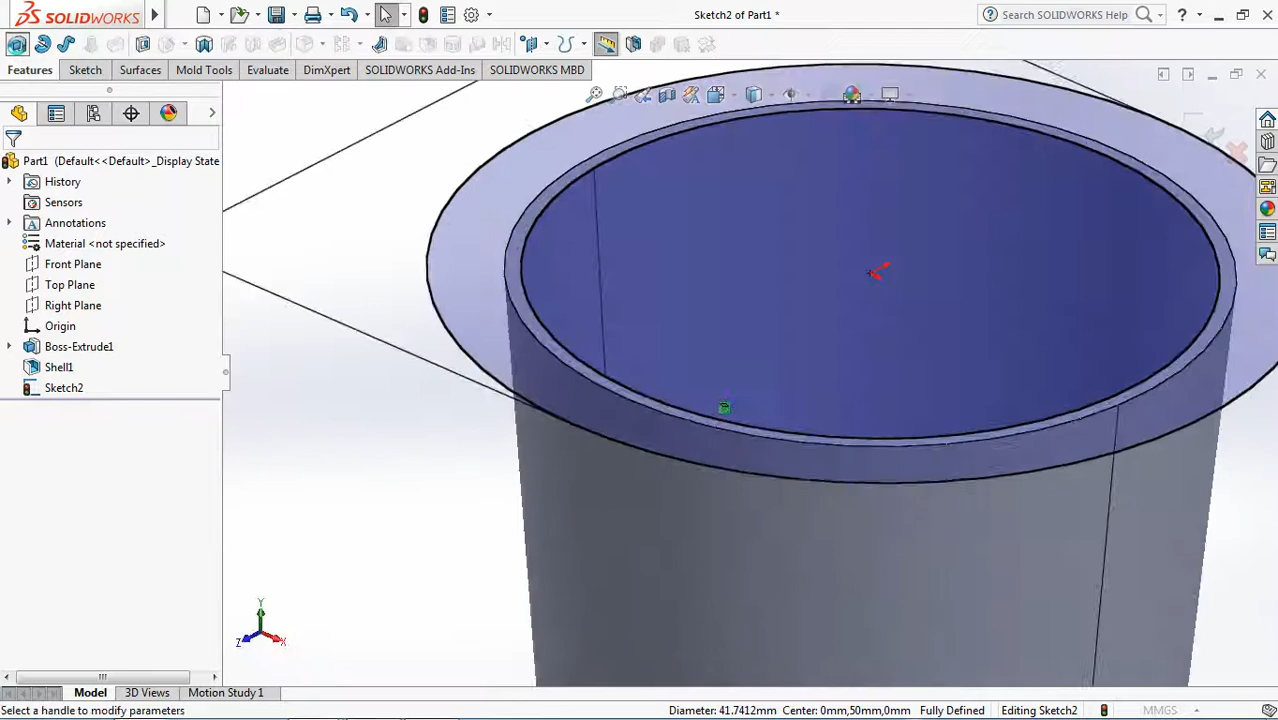 SOLIDWORKS
Sketch2 of Part1 *
Search SOLIDWORKS Help
?
Features
Sketch
Surfaces
Mold Tools
Evaluate
DimXpert
SOLIDWORKS Add-Ins
SOLIDWORKS MBD
Part1 (Default<<Default>_Display State
History
Sensors
Annotations
Material <not specified>
Front Plane
Top Plane
Right Plane
Origin
Boss-Extrude1
Shell1
Sketch2
Y
Z
X
Model
3D Views
Motion Study 1
Select a handle to modify parameters
Diameter: 41.7412mm
Center: 0mm,50mm,0mm
Fully Defined
Editing Sketch2
MMGS